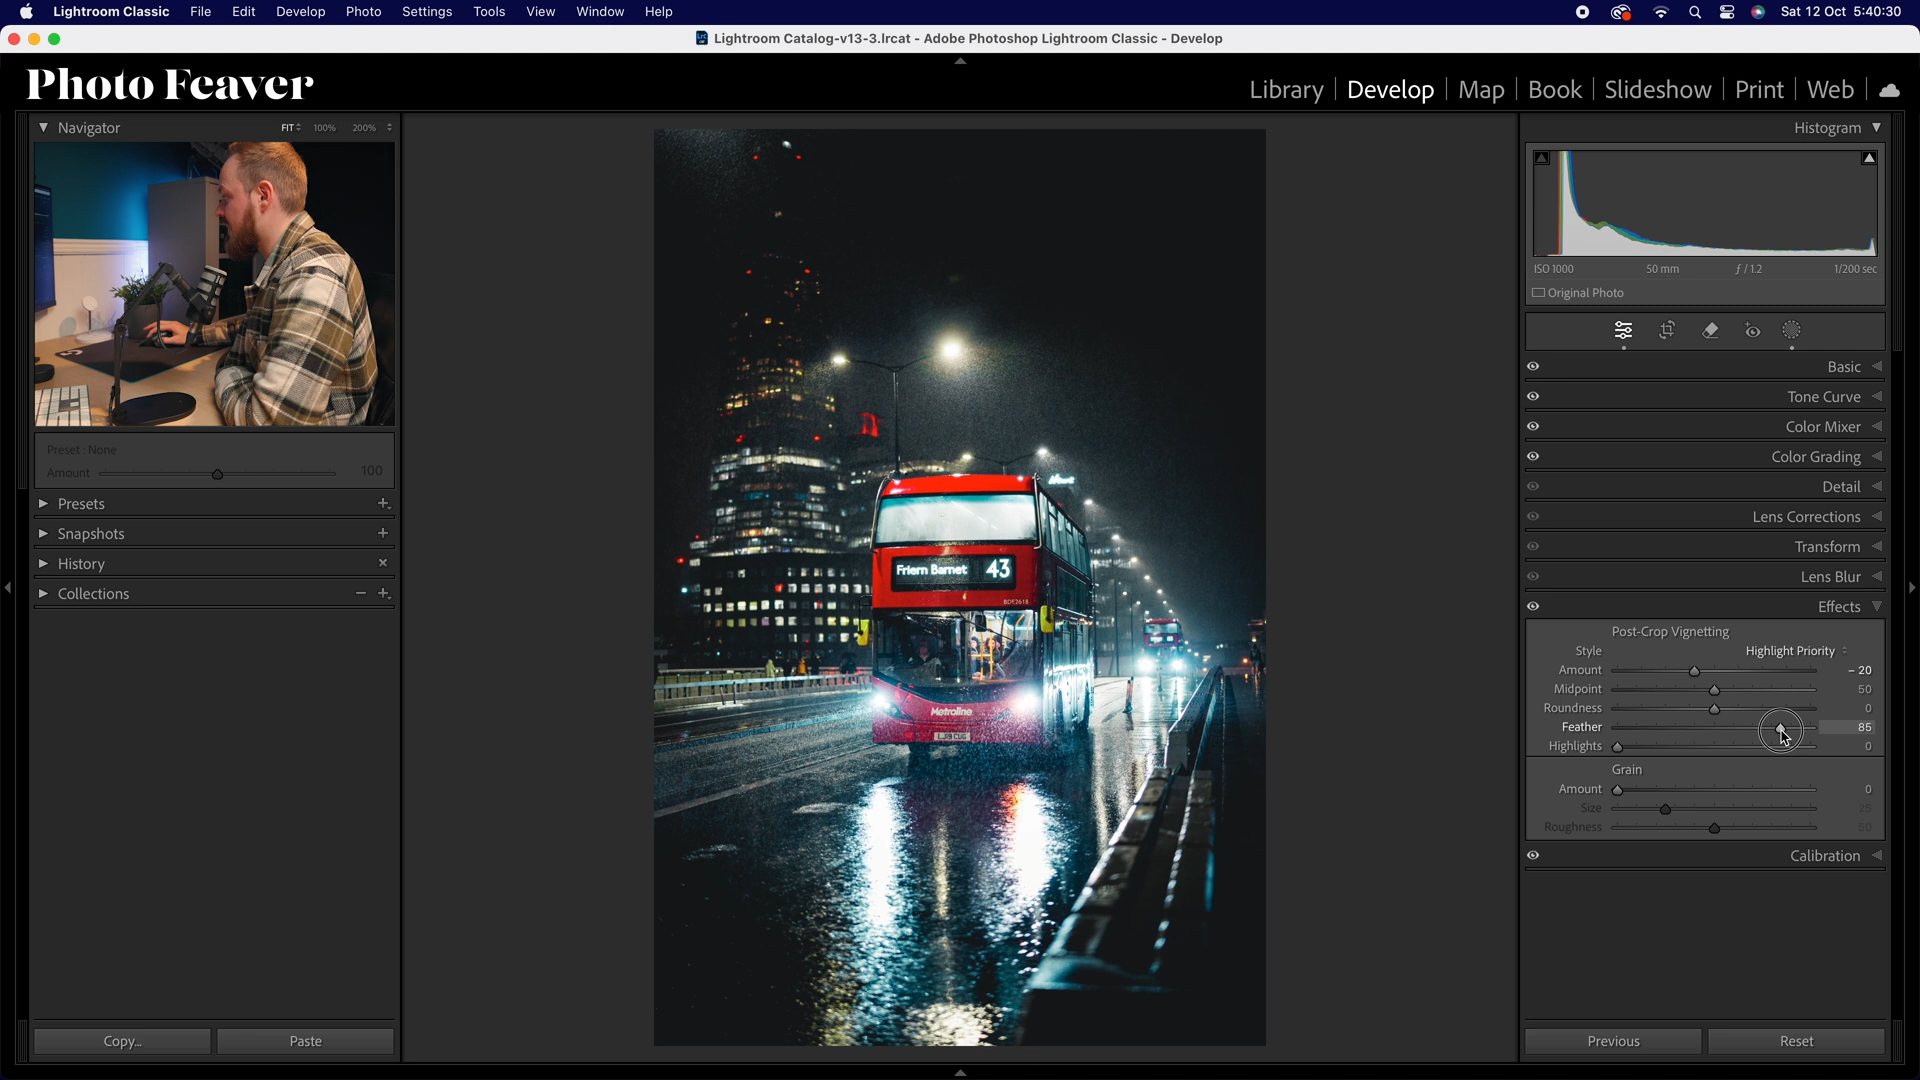 Lightroom Classic File Edit Develop Photo Settings Tools View Window Help Sat 12 Oct 5:40:30
Lightroom Catalog-v13-3.lrcat - Adobe Photoshop Lightroom Classic - Develop
Photo Feaver
Library Develop Map Book Slideshow Print Web
Navigator FIT 100% 200%
Preset : None
Amount 100
Presets
Snapshots
History
Collections
Copy... Paste
Friern Barnet 43
BDE2618
Metroline
LJ19 CUG
Histogram
ISO 1000 50 mm ƒ / 1.2 1/200 sec
Original Photo
Basic
Tone Curve
Color Mixer
Color Grading
Detail
Lens Corrections
Transform
Lens Blur
Effects
Post-Crop Vignetting
Style Highlight Priority
Amount – 20
Midpoint 50
Roundness 0
Feather 85
Highlights 0
Grain
Amount 0
Size 25
Roughness 50
Calibration
Previous Reset